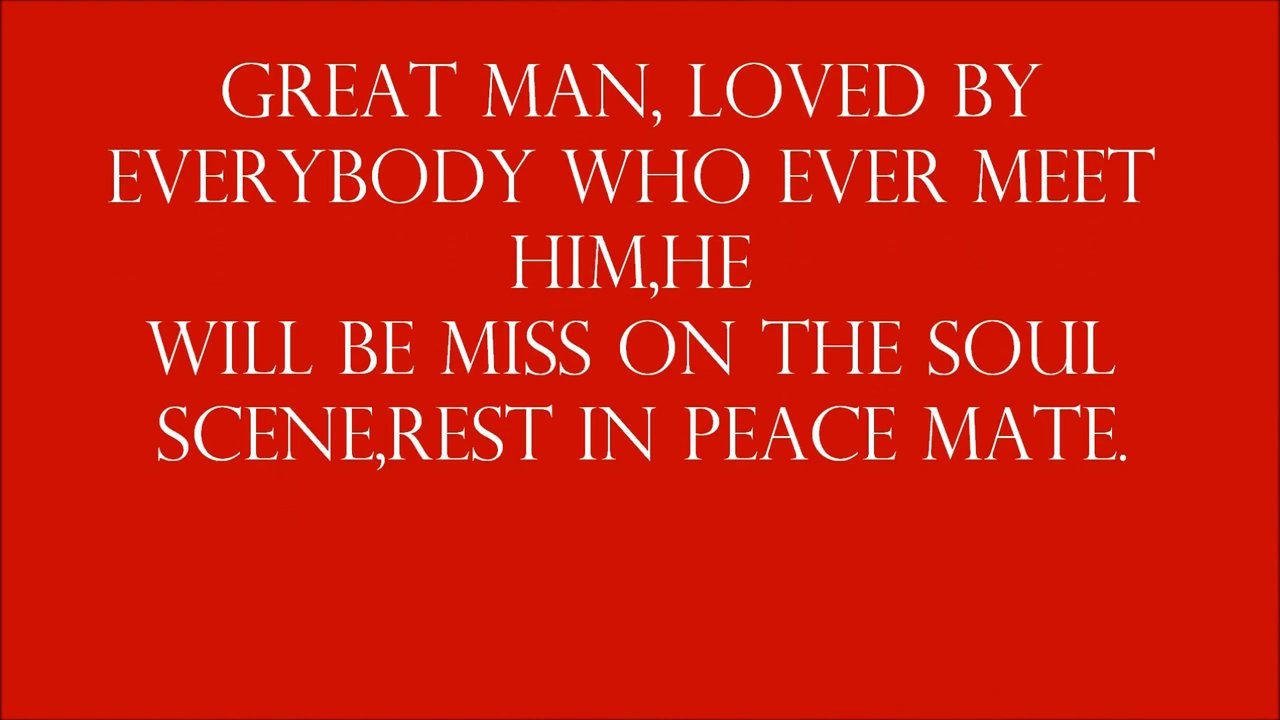 GREAT MAN, LOVED BY
EVERYBODY WHO EVER MEET
HIM,HE
WILL BE MISS ON THE SOUL
SCENE,REST IN PEACE MATE.